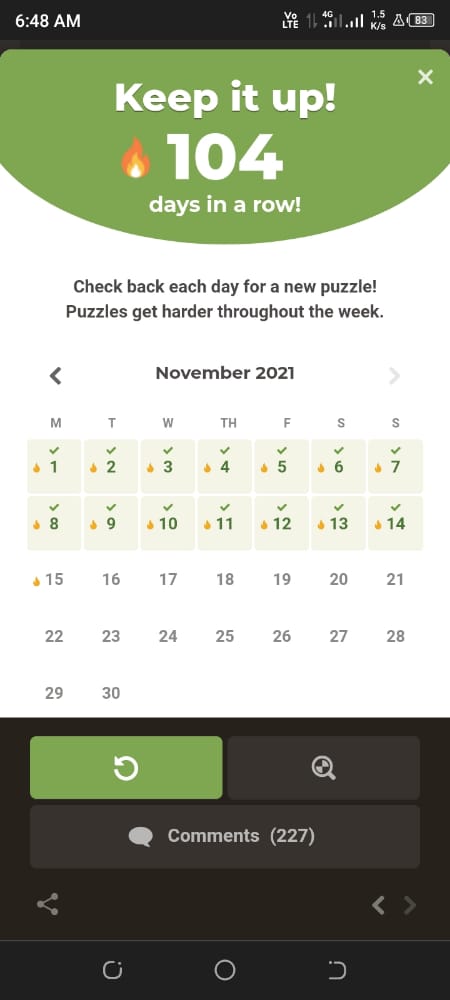 6:48 AM Vo LTE 4G 1.5 K/s 83
Keep it up!
104
days in a row!
Check back each day for a new puzzle!
Puzzles get harder throughout the week.
November 2021
M T W TH F S S
1 2 3 4 5 6 7
8 9 10 11 12 13 14
15 16 17 18 19 20 21
22 23 24 25 26 27 28
29 30
Comments (227)